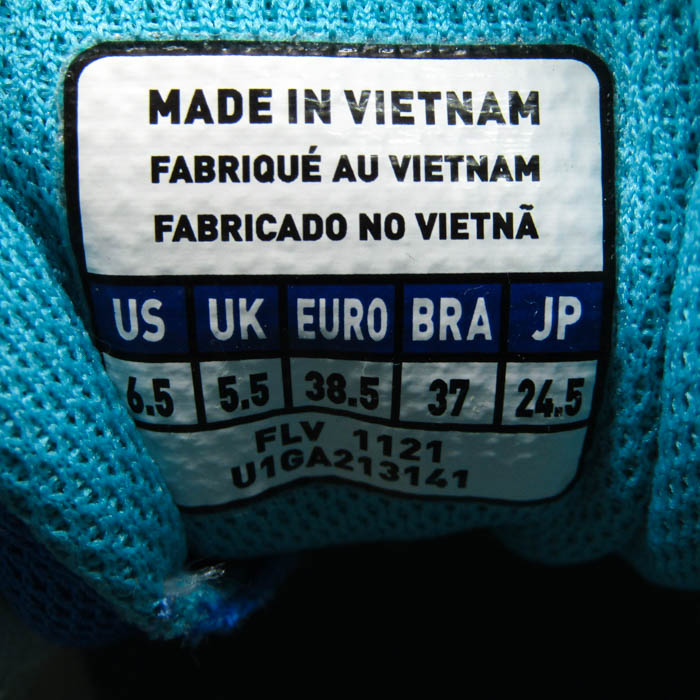 MADE IN VIETNAM
FABRIQUÉ AU VIETNAM
FABRICADO NO VIETNÃ
US UK EURO BRA JP
6.5 5.5 38.5 37 24.5
FLV 1121
U1GA213141